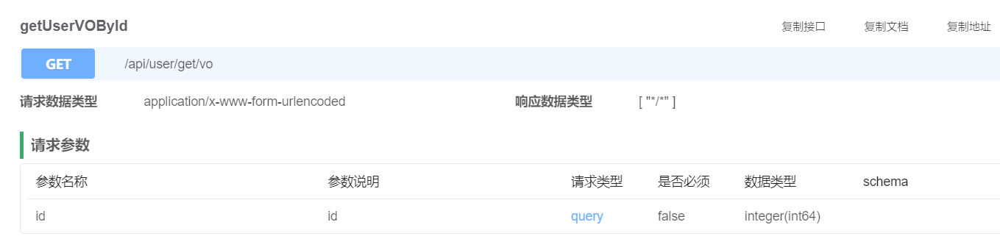 getUserVOById 复制接口 复制文档 复制地址
GET /api/user/get/vo
请求数据类型 application/x-www-form-urlencoded 响应数据类型 [ "*/*" ]
请求参数
参数名称 参数说明 请求类型 是否必须 数据类型 schema
id id query false integer(int64)